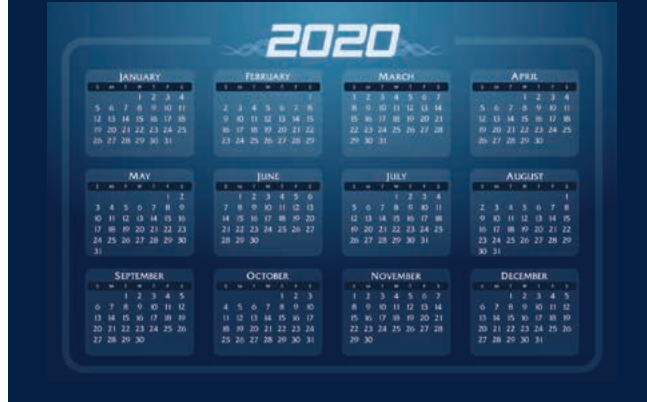 2020
JANUARY
S M T W T F S
1 2 3 4
5 6 7 8 9 10 11
12 13 14 15 16 17 18
19 20 21 22 23 24 25
26 27 28 29 30 31
FEBRUARY
S M T W T F S
1
2 3 4 5 6 7 8
9 10 11 12 13 14 15
16 17 18 19 20 21 22
23 24 25 26 27 28 29
MARCH
S M T W T F S
1 2 3 4 5 6 7
8 9 10 11 12 13 14
15 16 17 18 19 20 21
22 23 24 25 26 27 28
29 30 31
APRIL
S M T W T F S
1 2 3 4
5 6 7 8 9 10 11
12 13 14 15 16 17 18
19 20 21 22 23 24 25
26 27 28 29 30
MAY
S M T W T F S
1 2
3 4 5 6 7 8 9
10 11 12 13 14 15 16
17 18 19 20 21 22 23
24 25 26 27 28 29 30
31
JUNE
S M T W T F S
1 2 3 4 5 6
7 8 9 10 11 12 13
14 15 16 17 18 19 20
21 22 23 24 25 26 27
28 29 30
JULY
S M T W T F S
1 2 3 4
5 6 7 8 9 10 11
12 13 14 15 16 17 18
19 20 21 22 23 24 25
26 27 28 29 30 31
AUGUST
S M T W T F S
1
2 3 4 5 6 7 8
9 10 11 12 13 14 15
16 17 18 19 20 21 22
23 24 25 26 27 28 29
30 31
SEPTEMBER
S M T W T F S
1 2 3 4 5
6 7 8 9 10 11 12
13 14 15 16 17 18 19
20 21 22 23 24 25 26
27 28 29 30
OCTOBER
S M T W T F S
1 2 3
4 5 6 7 8 9 10
11 12 13 14 15 16 17
18 19 20 21 22 23 24
25 26 27 28 29 30 31
NOVEMBER
S M T W T F S
1 2 3 4 5 6 7
8 9 10 11 12 13 14
15 16 17 18 19 20 21
22 23 24 25 26 27 28
29 30
DECEMBER
S M T W T F S
1 2 3 4 5
6 7 8 9 10 11 12
13 14 15 16 17 18 19
20 21 22 23 24 25 26
27 28 29 30 31